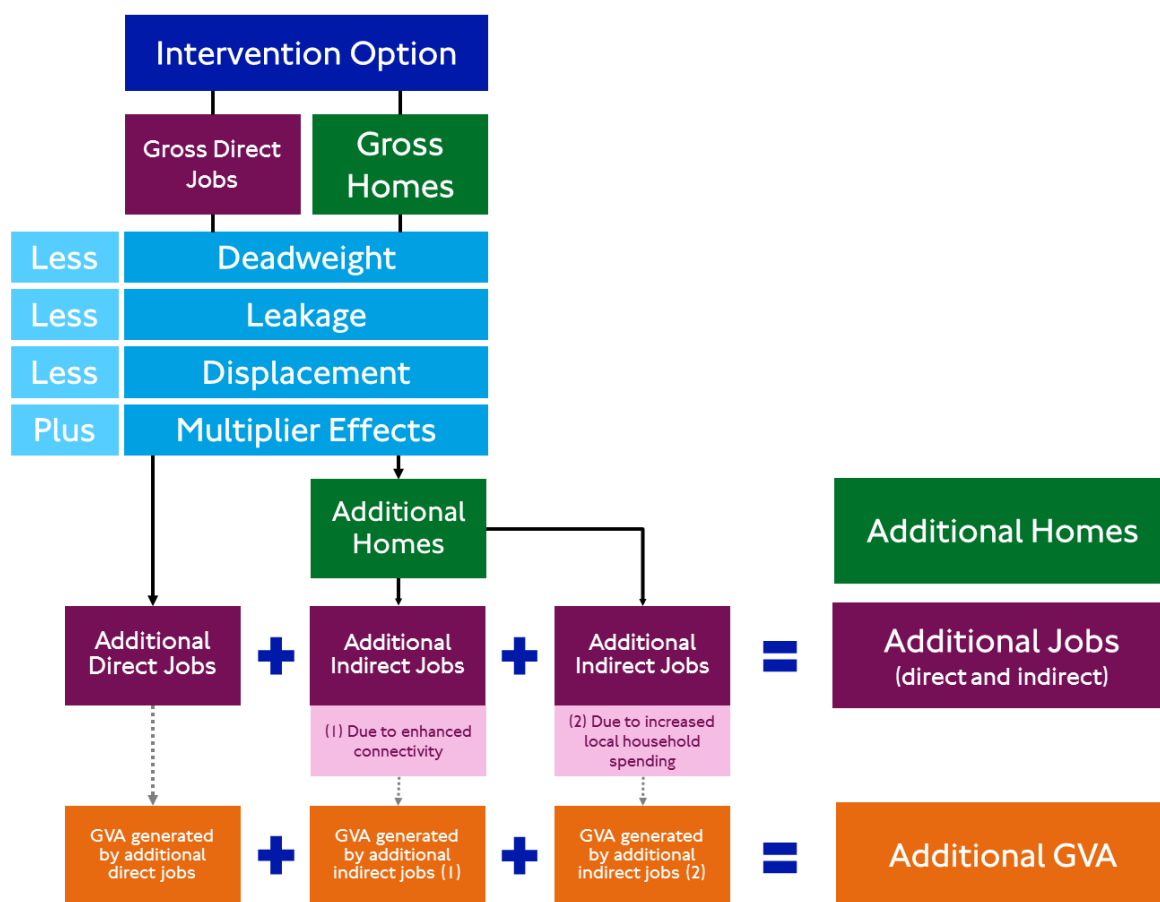 Intervention Option
Gross Direct
Jobs
Gross
Homes
Less
Deadweight
Less
Leakage
Less
Displacement
Plus
Multiplier Effects
Additional
Homes
Additional Homes
Additional
Direct Jobs
+
Additional
Indirect Jobs
+
Additional
Indirect Jobs
=
Additional Jobs
(direct and indirect)
(1) Due to enhanced
connectivity
(2) Due to increased
local household
spending
GVA generated
by additional
direct jobs
+
GVA generated
by additional
indirect jobs (1)
+
GVA generated
by additional
indirect jobs (2)
=
Additional GVA